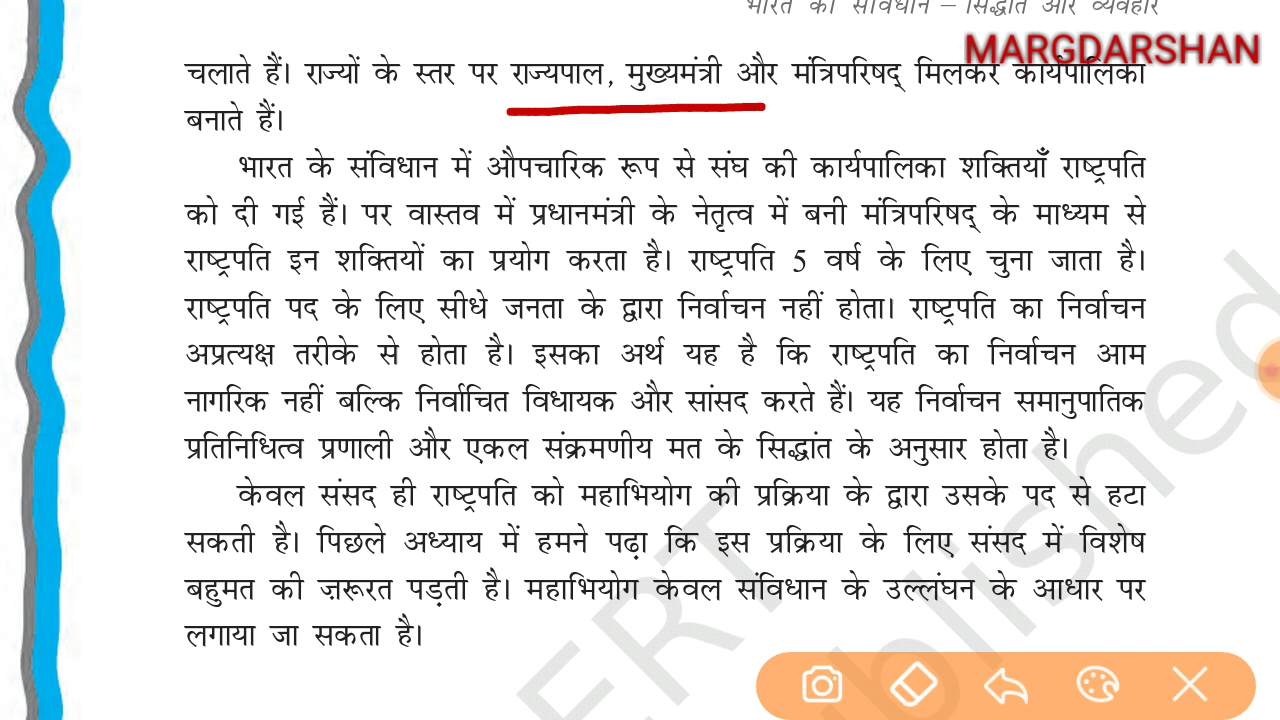 भारत का संविधान – सिद्धांत और व्यवहार
MARGDARSHAN
चलाते हैं। राज्यों के स्तर पर राज्यपाल, मुख्यमंत्री और मंत्रिपरिषद् मिलकर कार्यपालिका
बनाते हैं।
भारत के संविधान में औपचारिक रूप से संघ की कार्यपालिका शक्तियाँ राष्ट्रपति
को दी गई हैं। पर वास्तव में प्रधानमंत्री के नेतृत्व में बनी मंत्रिपरिषद् के माध्यम से
राष्ट्रपति इन शक्तियों का प्रयोग करता है। राष्ट्रपति 5 वर्ष के लिए चुना जाता है।
राष्ट्रपति पद के लिए सीधे जनता के द्वारा निर्वाचन नहीं होता। राष्ट्रपति का निर्वाचन
अप्रत्यक्ष तरीके से होता है। इसका अर्थ यह है कि राष्ट्रपति का निर्वाचन आम
नागरिक नहीं बल्कि निर्वाचित विधायक और सांसद करते हैं। यह निर्वाचन समानुपातिक
प्रतिनिधित्व प्रणाली और एकल संक्रमणीय मत के सिद्धांत के अनुसार होता है।
केवल संसद ही राष्ट्रपति को महाभियोग की प्रक्रिया के द्वारा उसके पद से हटा
सकती है। पिछले अध्याय में हमने पढ़ा कि इस प्रक्रिया के लिए संसद में विशेष
बहुमत की ज़रूरत पड़ती है। महाभियोग केवल संविधान के उल्लंघन के आधार पर
लगाया जा सकता है।